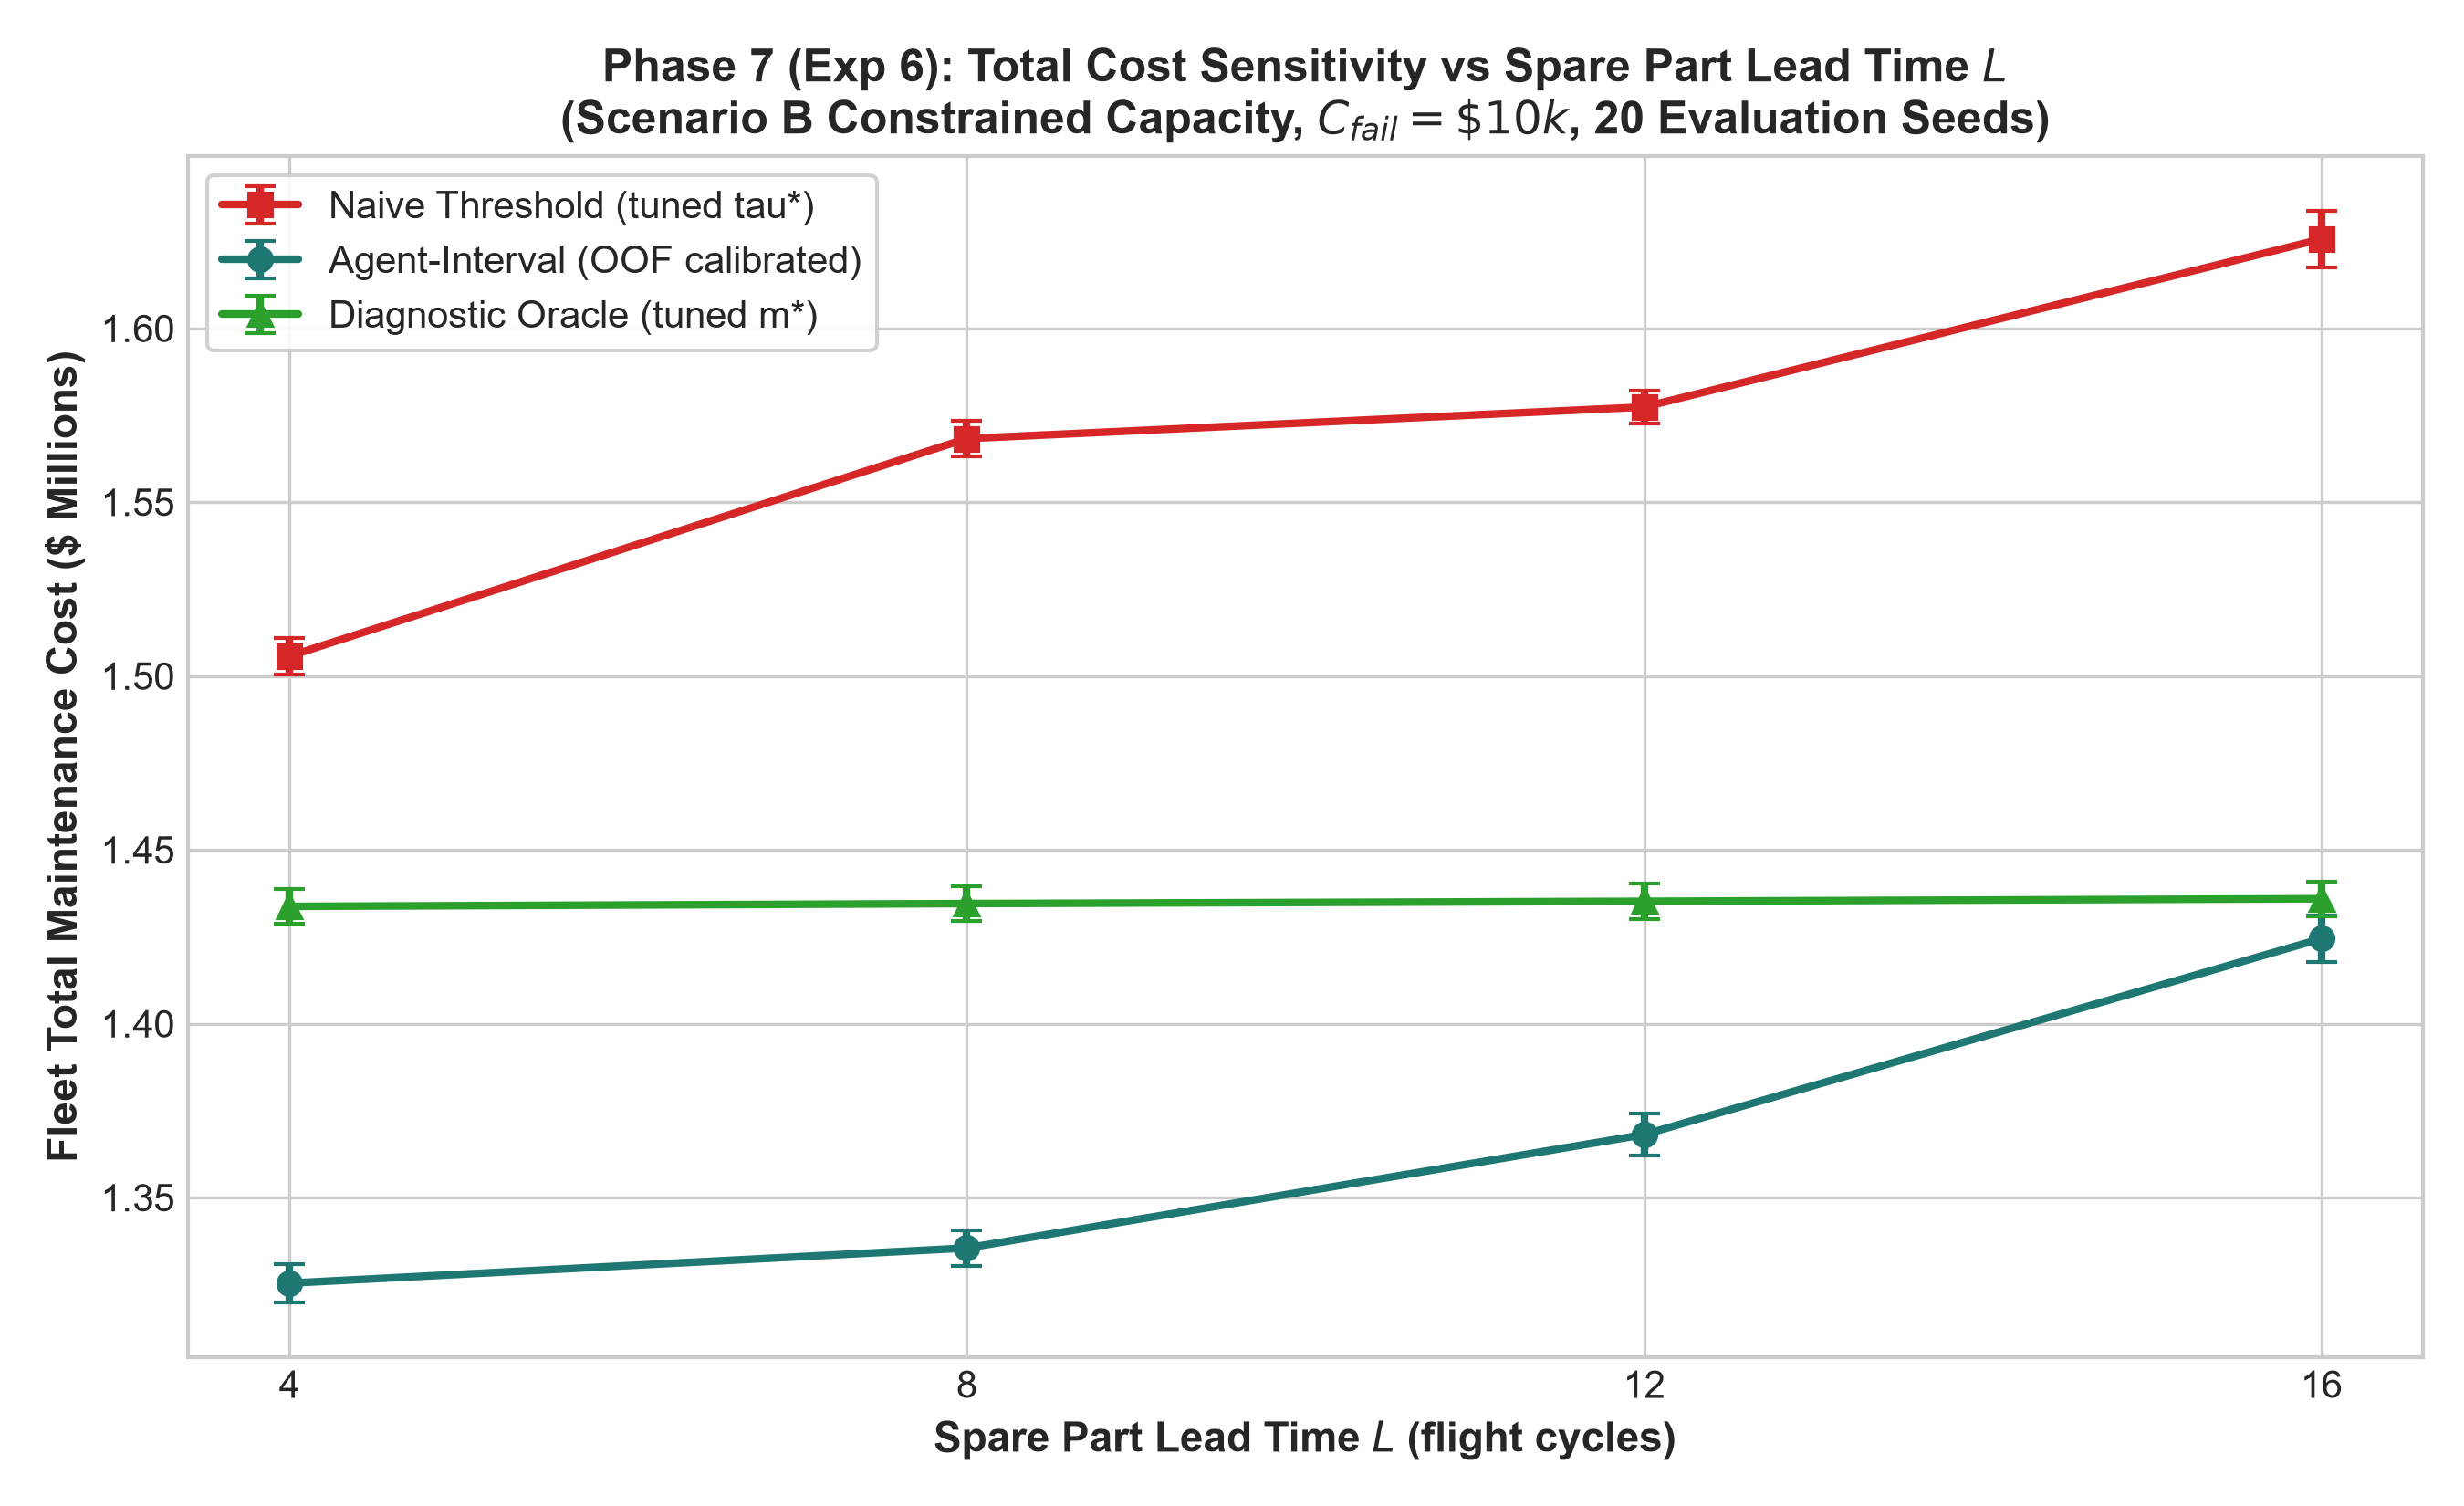 Phase 7 (Exp 6): Total Cost Sensitivity vs Spare Part Lead Time L
(Scenario B Constrained Capacity, C_fail = $10k, 20 Evaluation Seeds)
Naive Threshold (tuned tau*)
Agent-Interval (OOF calibrated)
Diagnostic Oracle (tuned m*)
Fleet Total Maintenance Cost ($ Millions)
1.60
1.55
1.50
1.45
1.40
1.35
4 8 12 16
Spare Part Lead Time L (flight cycles)